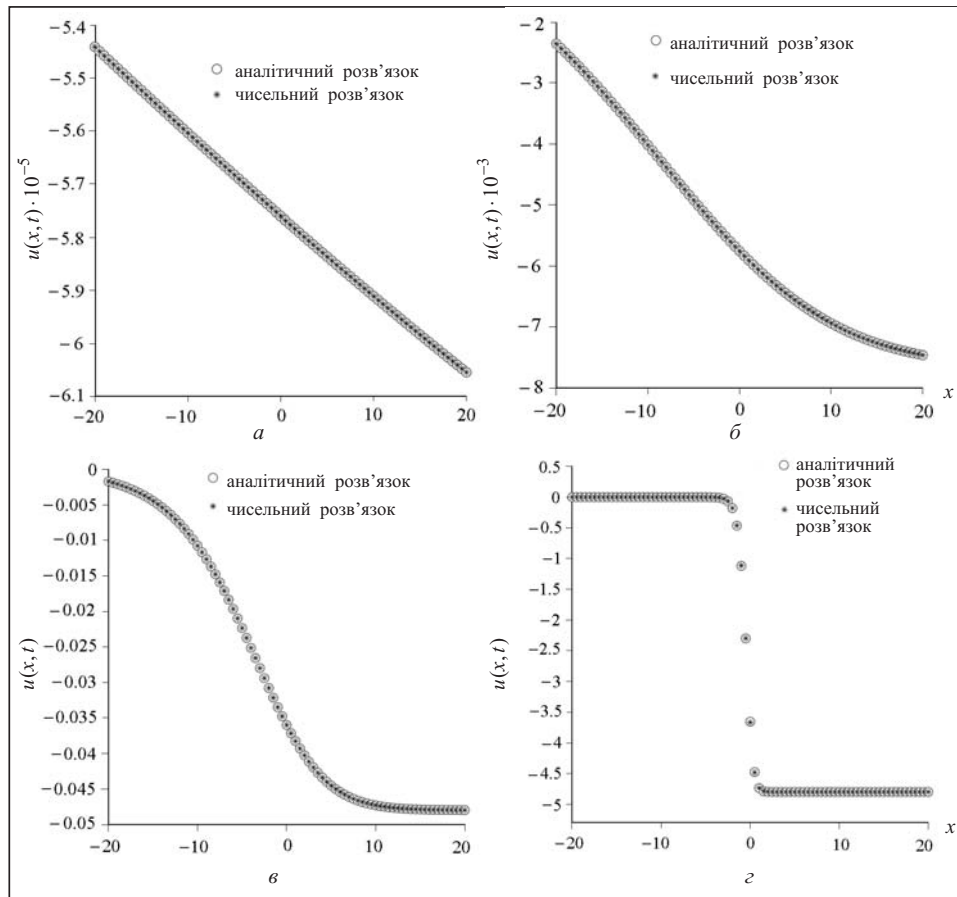 −5.4
−5.5
−5.6
−5.7
−5.8
−5.9
−6
−6.1
u(x,t)·10⁻⁵
аналітичний розв'язок
чисельний розв'язок
−20
−10
0
10
20
а
−2
−3
−4
−5
−6
−7
−8
u(x,t)·10⁻³
аналітичний розв'язок
чисельний розв'язок
−20
−10
0
10
20
x
б
0
−0.005
−0.01
−0.015
−0.02
−0.025
−0.03
−0.035
−0.04
−0.045
−0.05
u(x,t)
аналітичний розв'язок
чисельний розв'язок
−20
−10
0
10
20
в
0.5
0
−0.5
−1
−1.5
−2
−2.5
−3
−3.5
−4
−4.5
−5
u(x,t)
аналітичний
розв'язок
чисельний
розв'язок
−20
−10
0
10
20
x
г